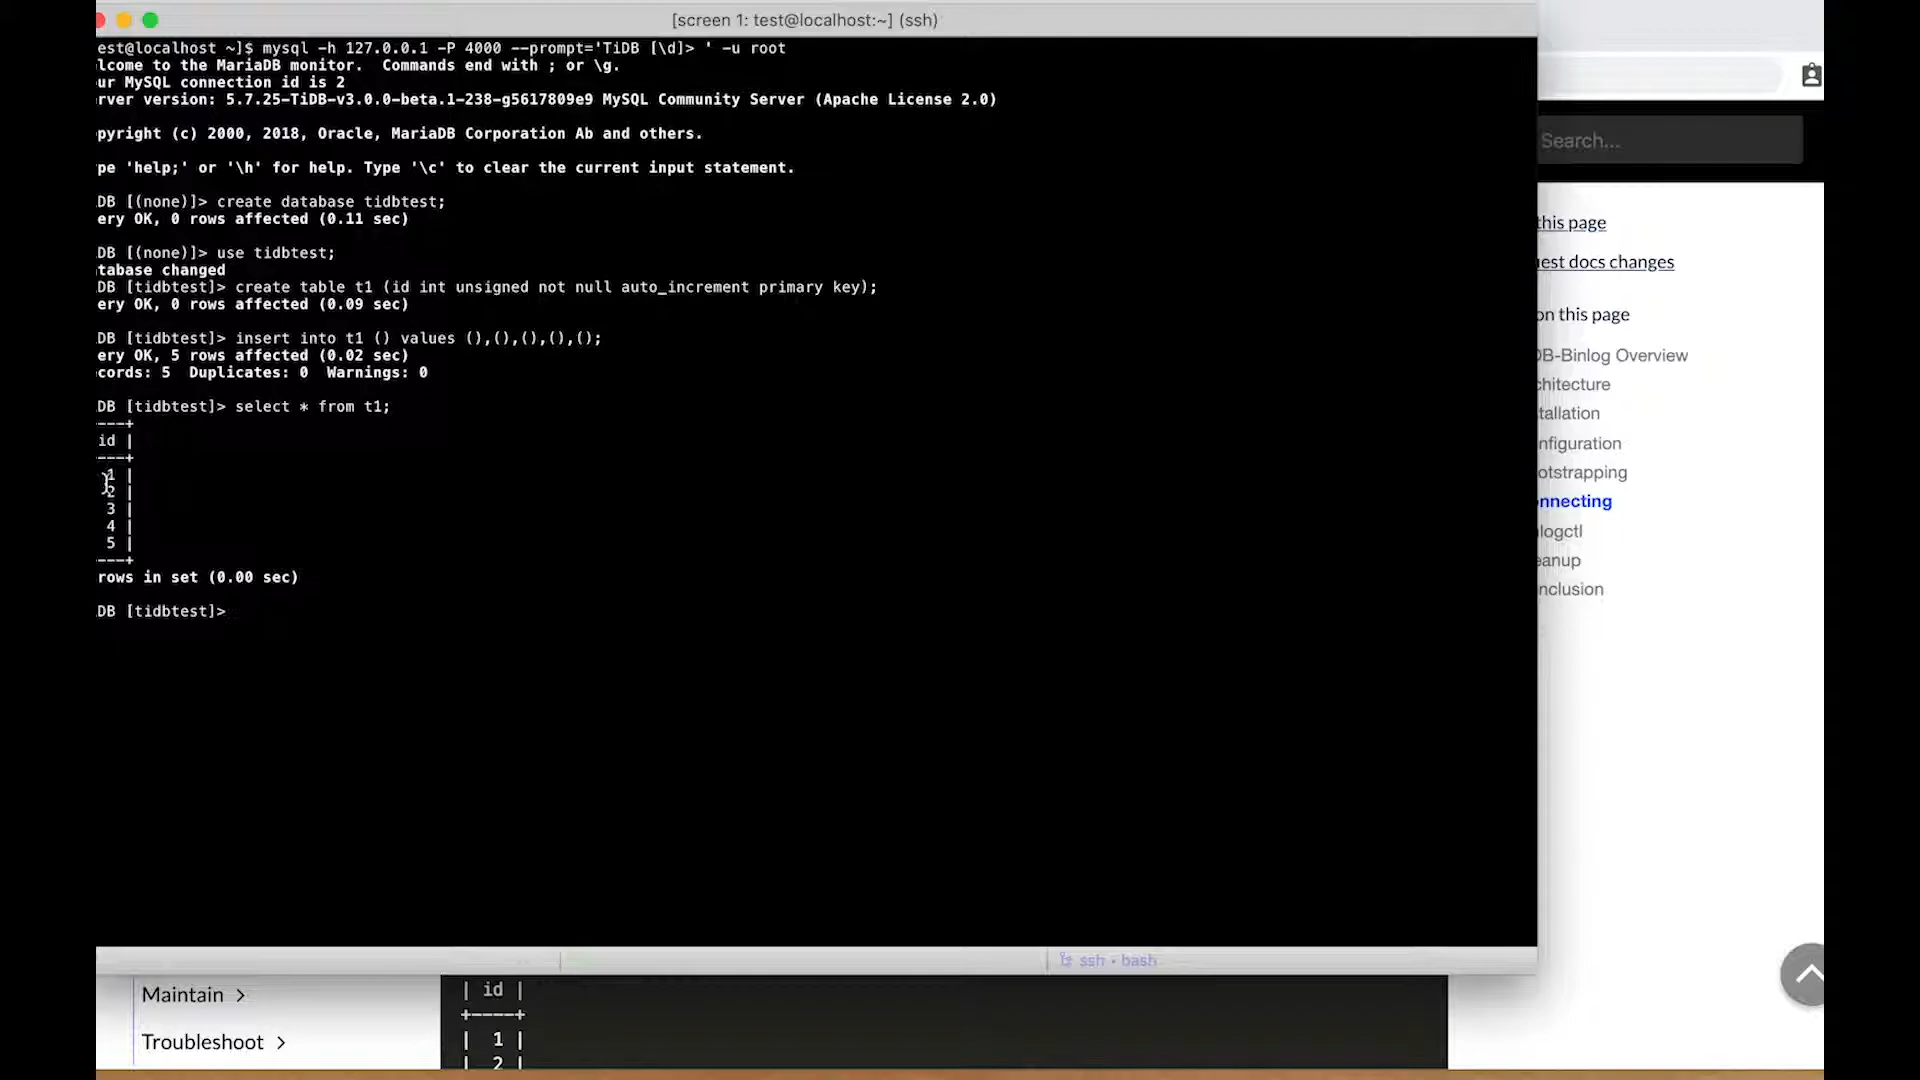 [screen 1: test@localhost:~] (ssh)
est@localhost ~]$ mysql -h 127.0.0.1 -P 4000 --prompt='TiDB [\d]> ' -u root
lcome to the MariaDB monitor.  Commands end with ; or \g.
ur MySQL connection id is 2
rver version: 5.7.25-TiDB-v3.0.0-beta.1-238-g5617809e9 MySQL Community Server (Apache License 2.0)
pyright (c) 2000, 2018, Oracle, MariaDB Corporation Ab and others.
pe 'help;' or '\h' for help. Type '\c' to clear the current input statement.
DB [(none)]> create database tidbtest;
ery OK, 0 rows affected (0.11 sec)
DB [(none)]> use tidbtest;
tabase changed
DB [tidbtest]> create table t1 (id int unsigned not null auto_increment primary key);
ery OK, 0 rows affected (0.09 sec)
DB [tidbtest]> insert into t1 () values (),(),(),(),();
ery OK, 5 rows affected (0.02 sec)
cords: 5  Duplicates: 0  Warnings: 0
DB [tidbtest]> select * from t1;
----+
id |
----+
1 |
2 |
3 |
4 |
5 |
----+
rows in set (0.00 sec)
DB [tidbtest]>
ssh • bash
Search...
this page
est docs changes
on this page
DB-Binlog Overview
chitecture
tallation
nfiguration
otstrapping
nnecting
logctl
eanup
nclusion
Maintain >
Troubleshoot >
| id |
+----+
| 1 |
| 2 |